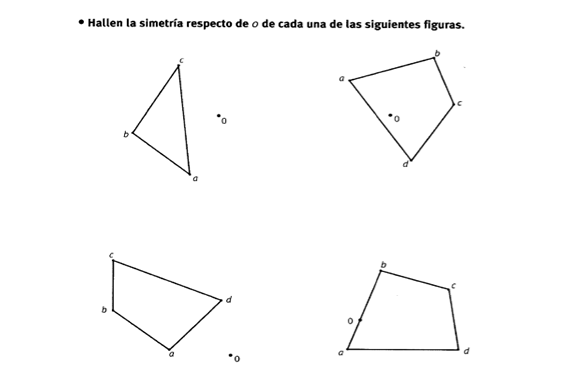 • Hallen la simetría respecto de o de cada una de las siguientes figuras.
c
b
o
a
b
a
c
o
d
c
b
d
a
o
b
c
o
a
d